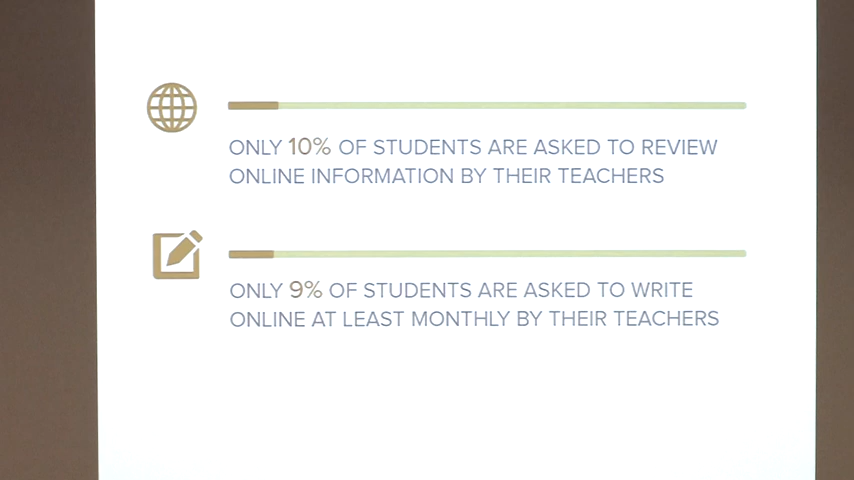 ONLY 10% OF STUDENTS ARE ASKED TO REVIEW
ONLINE INFORMATION BY THEIR TEACHERS
ONLY 9% OF STUDENTS ARE ASKED TO WRITE
ONLINE AT LEAST MONTHLY BY THEIR TEACHERS